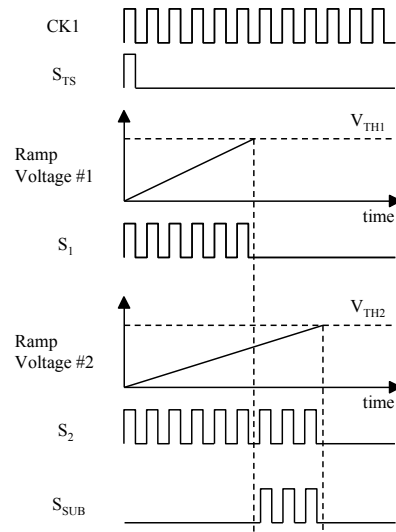 CK1
S_TS
V_TH1
Ramp
Voltage #1
time
S_1
V_TH2
Ramp
Voltage #2
time
S_2
S_SUB